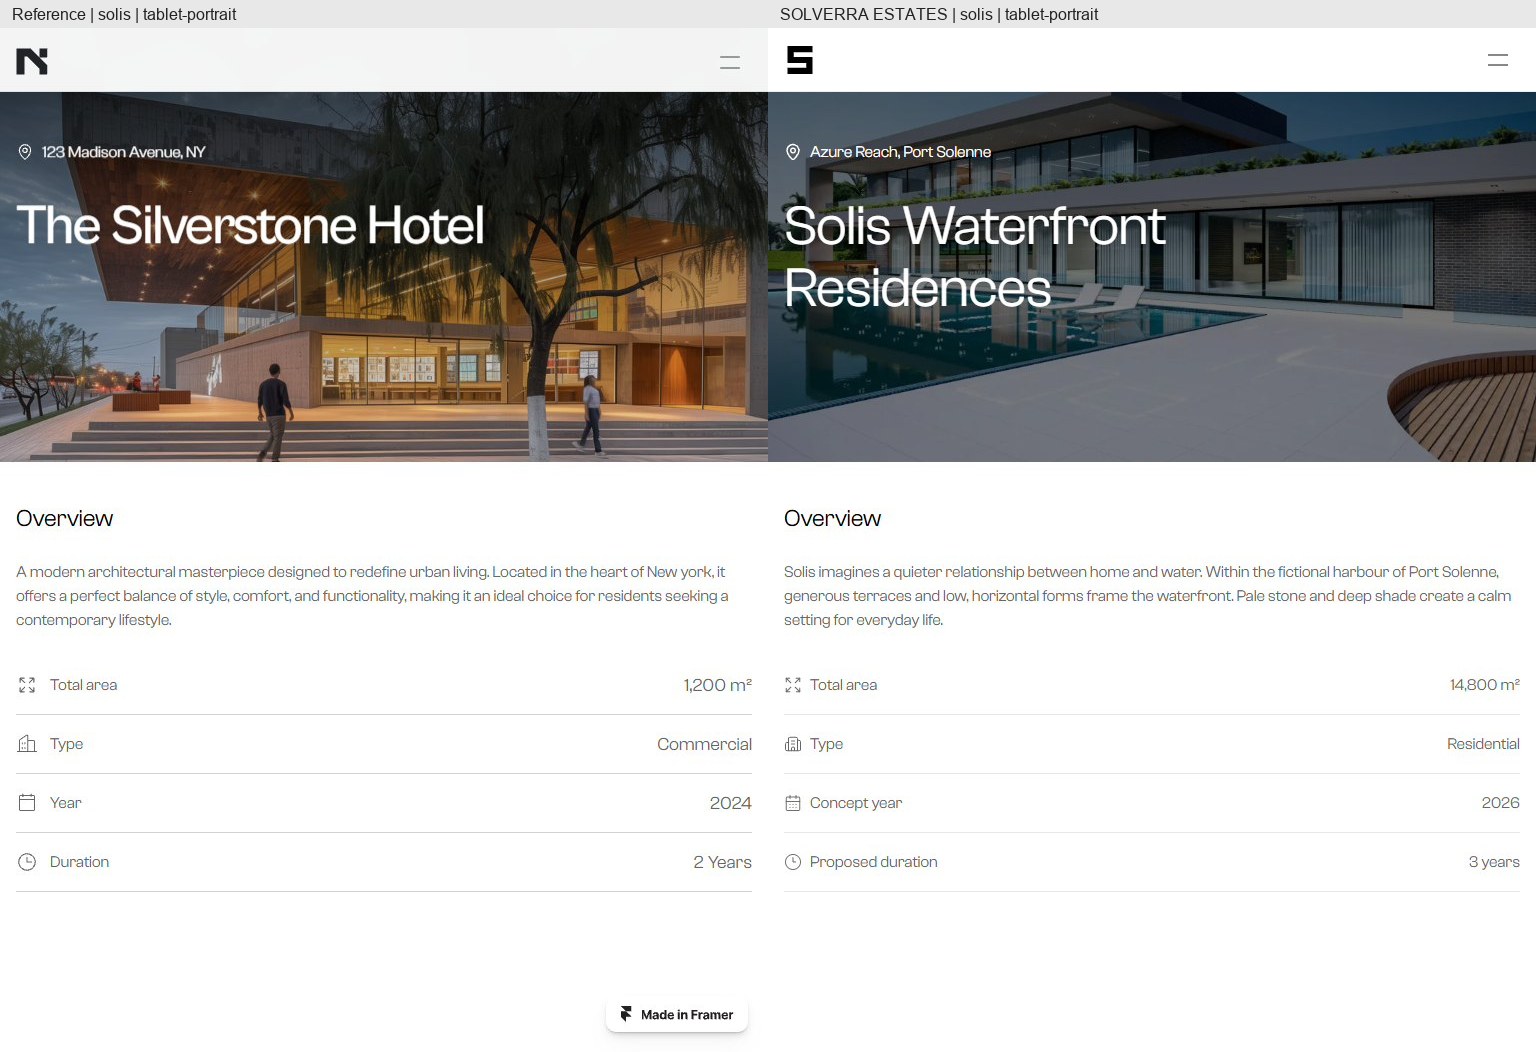 Reference | solis | tablet-portrait
123 Madison Avenue, NY
The Silverstone Hotel
Overview
A modern architectural masterpiece designed to redefine urban living. Located in the heart of New york, it
offers a perfect balance of style, comfort, and functionality, making it an ideal choice for residents seeking a
contemporary lifestyle.
Total area 1,200 m²
Type Commercial
Year 2024
Duration 2 Years
Made in Framer
SOLVERRA ESTATES | solis | tablet-portrait
S
Azure Reach, Port Solenne
Solis Waterfront
Residences
Overview
Solis imagines a quieter relationship between home and water. Within the fictional harbour of Port Solenne,
generous terraces and low, horizontal forms frame the waterfront. Pale stone and deep shade create a calm
setting for everyday life.
Total area 14,800 m²
Type Residential
Concept year 2026
Proposed duration 3 years